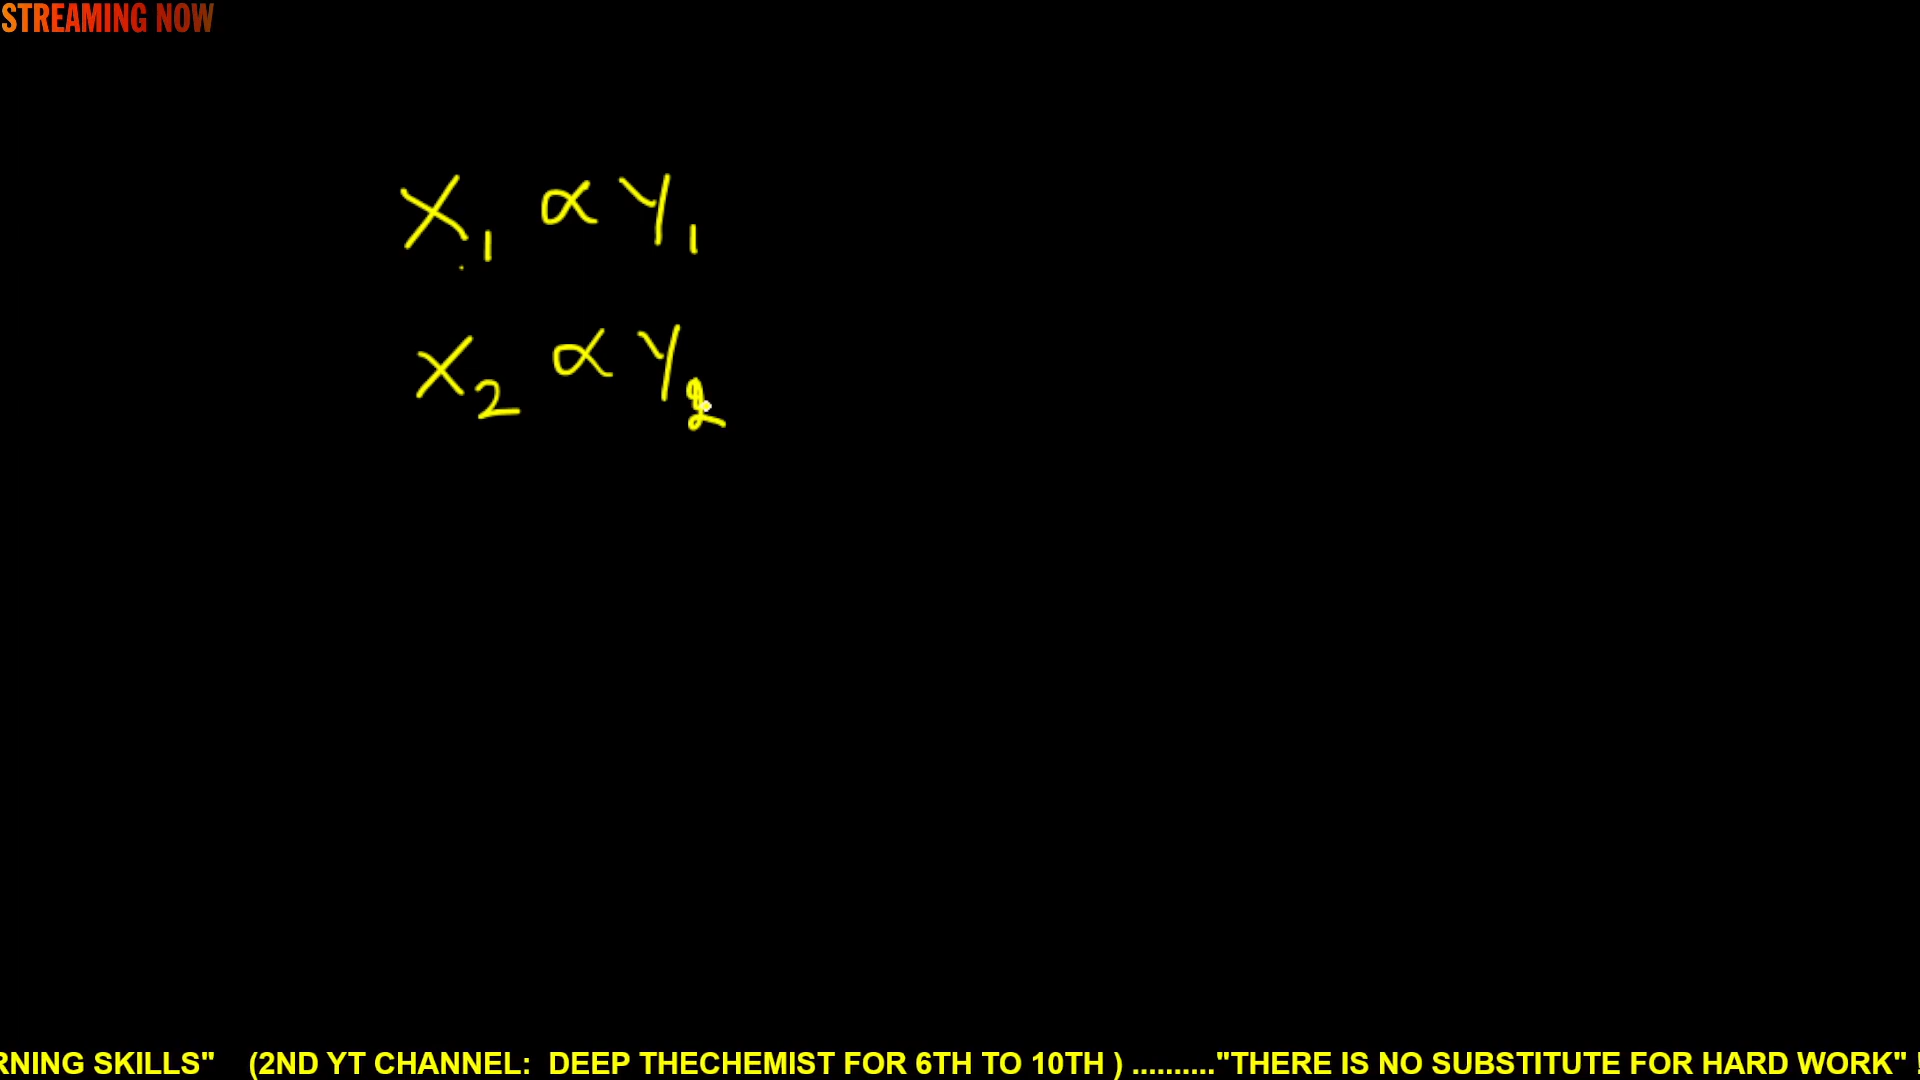 STREAMING NOW
X₁ ∝ Y₁
X₂ ∝ Y₂
RNING SKILLS" (2ND YT CHANNEL: DEEP THECHEMIST FOR 6TH TO 10TH ) .........."THERE IS NO SUBSTITUTE FOR HARD WORK" !